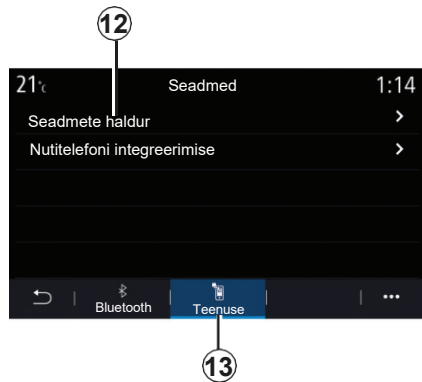 12
21°c Seadmed 1:14
Seadmete haldur
Nutitelefoni integreerimise
Bluetooth Teenuse
13